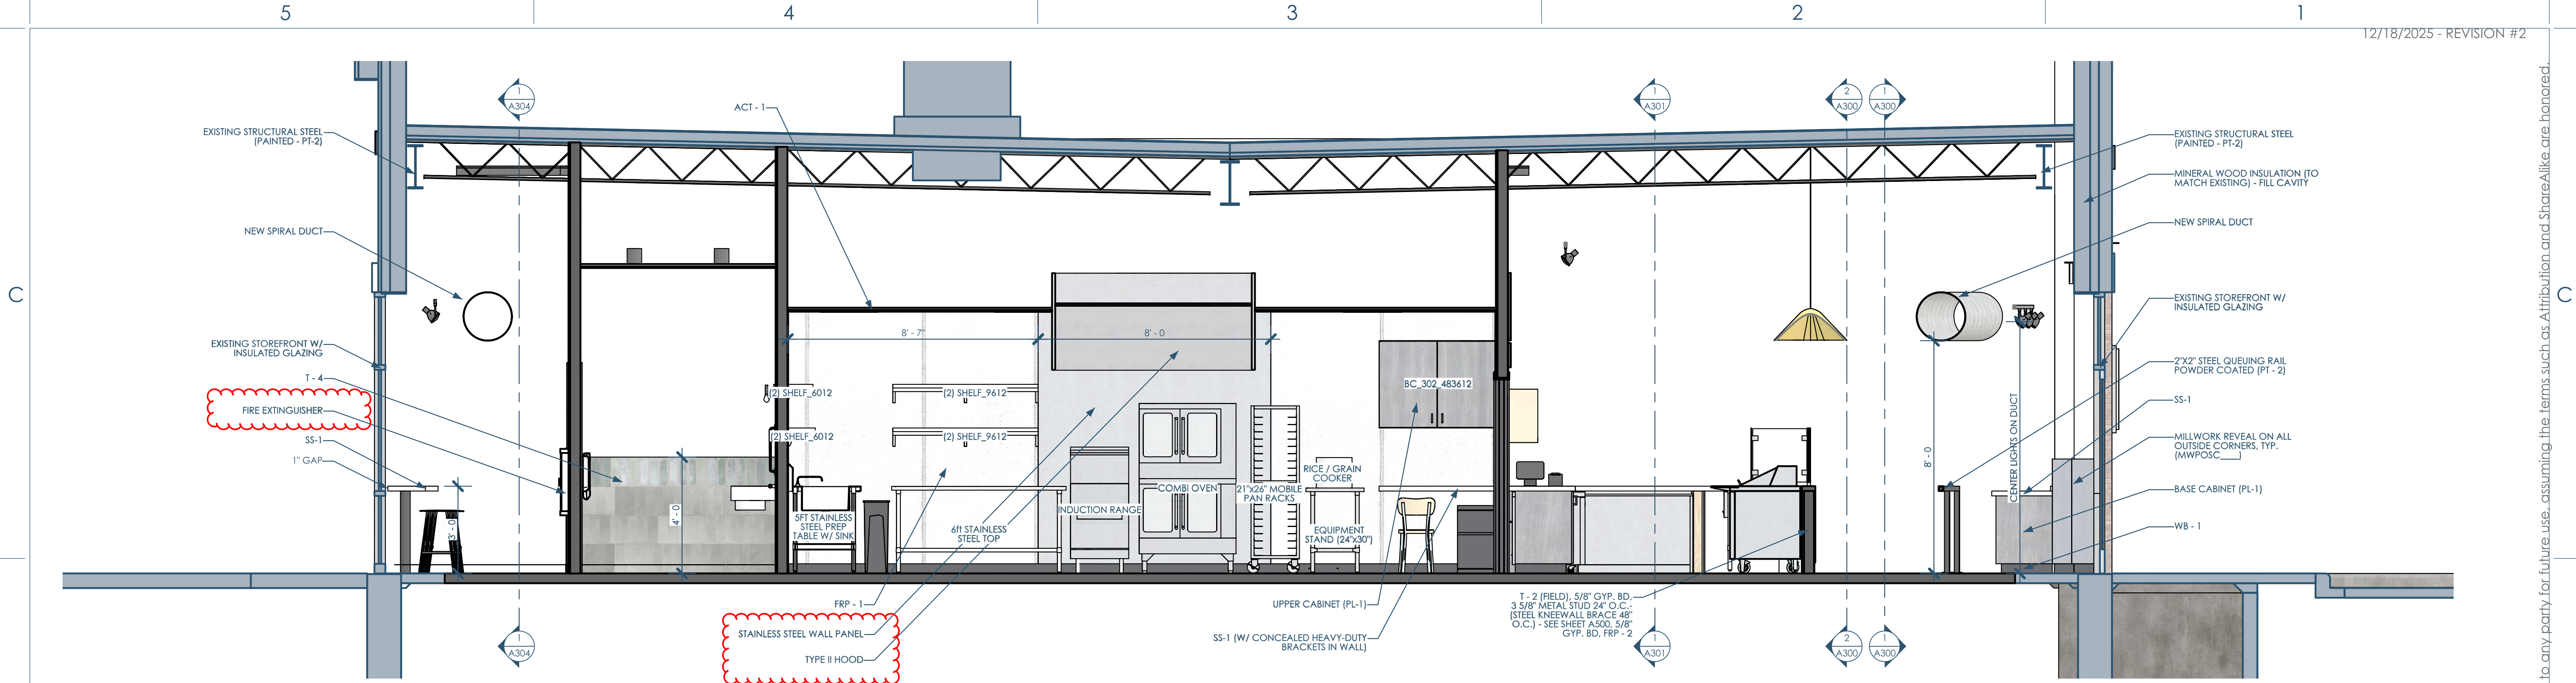 5
4
3
2
1
12/18/2025 - REVISION #2
C
C
1
A304
1
A301
2
A300
1
A300
ACT - 1
EXISTING STRUCTURAL STEEL
(PAINTED - PT-2)
NEW SPIRAL DUCT
EXISTING STOREFRONT W/
INSULATED GLAZING
T - 4
FIRE EXTINGUISHER
SS-1
1" GAP
3' - 0
4' - 0
8' - 7"
8' - 0
(2) SHELF_6012
(2) SHELF_6012
(2) SHELF_9612
(2) SHELF_9612
5FT STAINLESS
STEEL PREP
TABLE W/ SINK
6ft STAINLESS
STEEL TOP
INDUCTION RANGE
COMBI OVEN
21"x26" MOBILE
PAN RACKS
RICE / GRAIN
COOKER
EQUIPMENT
STAND (24"x30")
BC_302_483612
8' - 0
CENTER LIGHTS ON DUCT
EXISTING STRUCTURAL STEEL
(PAINTED - PT-2)
MINERAL WOOD INSULATION (TO
MATCH EXISTING) - FILL CAVITY
NEW SPIRAL DUCT
EXISTING STOREFRONT W/
INSULATED GLAZING
2"X2" STEEL QUEUING RAIL
POWDER COATED (PT - 2)
SS-1
MILLWORK REVEAL ON ALL
OUTSIDE CORNERS, TYP.
(MWPOSC___)
BASE CABINET (PL-1)
WB - 1
FRP - 1
STAINLESS STEEL WALL PANEL
TYPE II HOOD
UPPER CABINET (PL-1)
SS-1 (W/ CONCEALED HEAVY-DUTY
BRACKETS IN WALL)
T - 2 (FIELD), 5/8" GYP. BD,
3 5/8" METAL STUD 24" O.C.-
(STEEL KNEEWALL BRACE 48"
O.C.) - SEE SHEET A500, 5/8"
GYP. BD, FRP - 2
1
A304
1
A301
2
A300
1
A300
to any party for future use, assuming the terms such as Attribution and ShareAlike are honored.